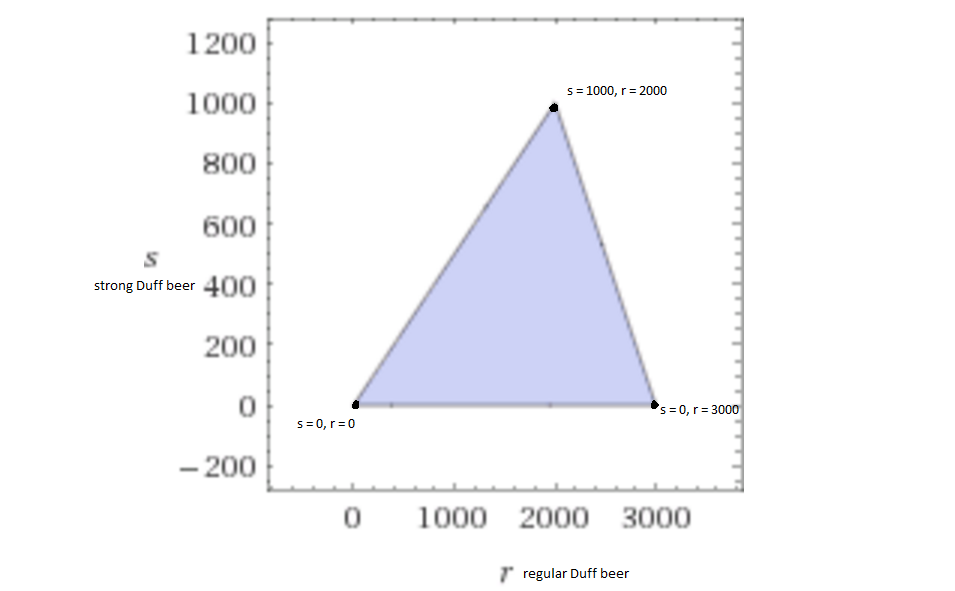 1200
1000
s = 1000, r = 2000
800
600
s
strong Duff beer
400
200
0
s = 0, r = 3000
s = 0, r = 0
−200
0 1000 2000 3000
r regular Duff beer